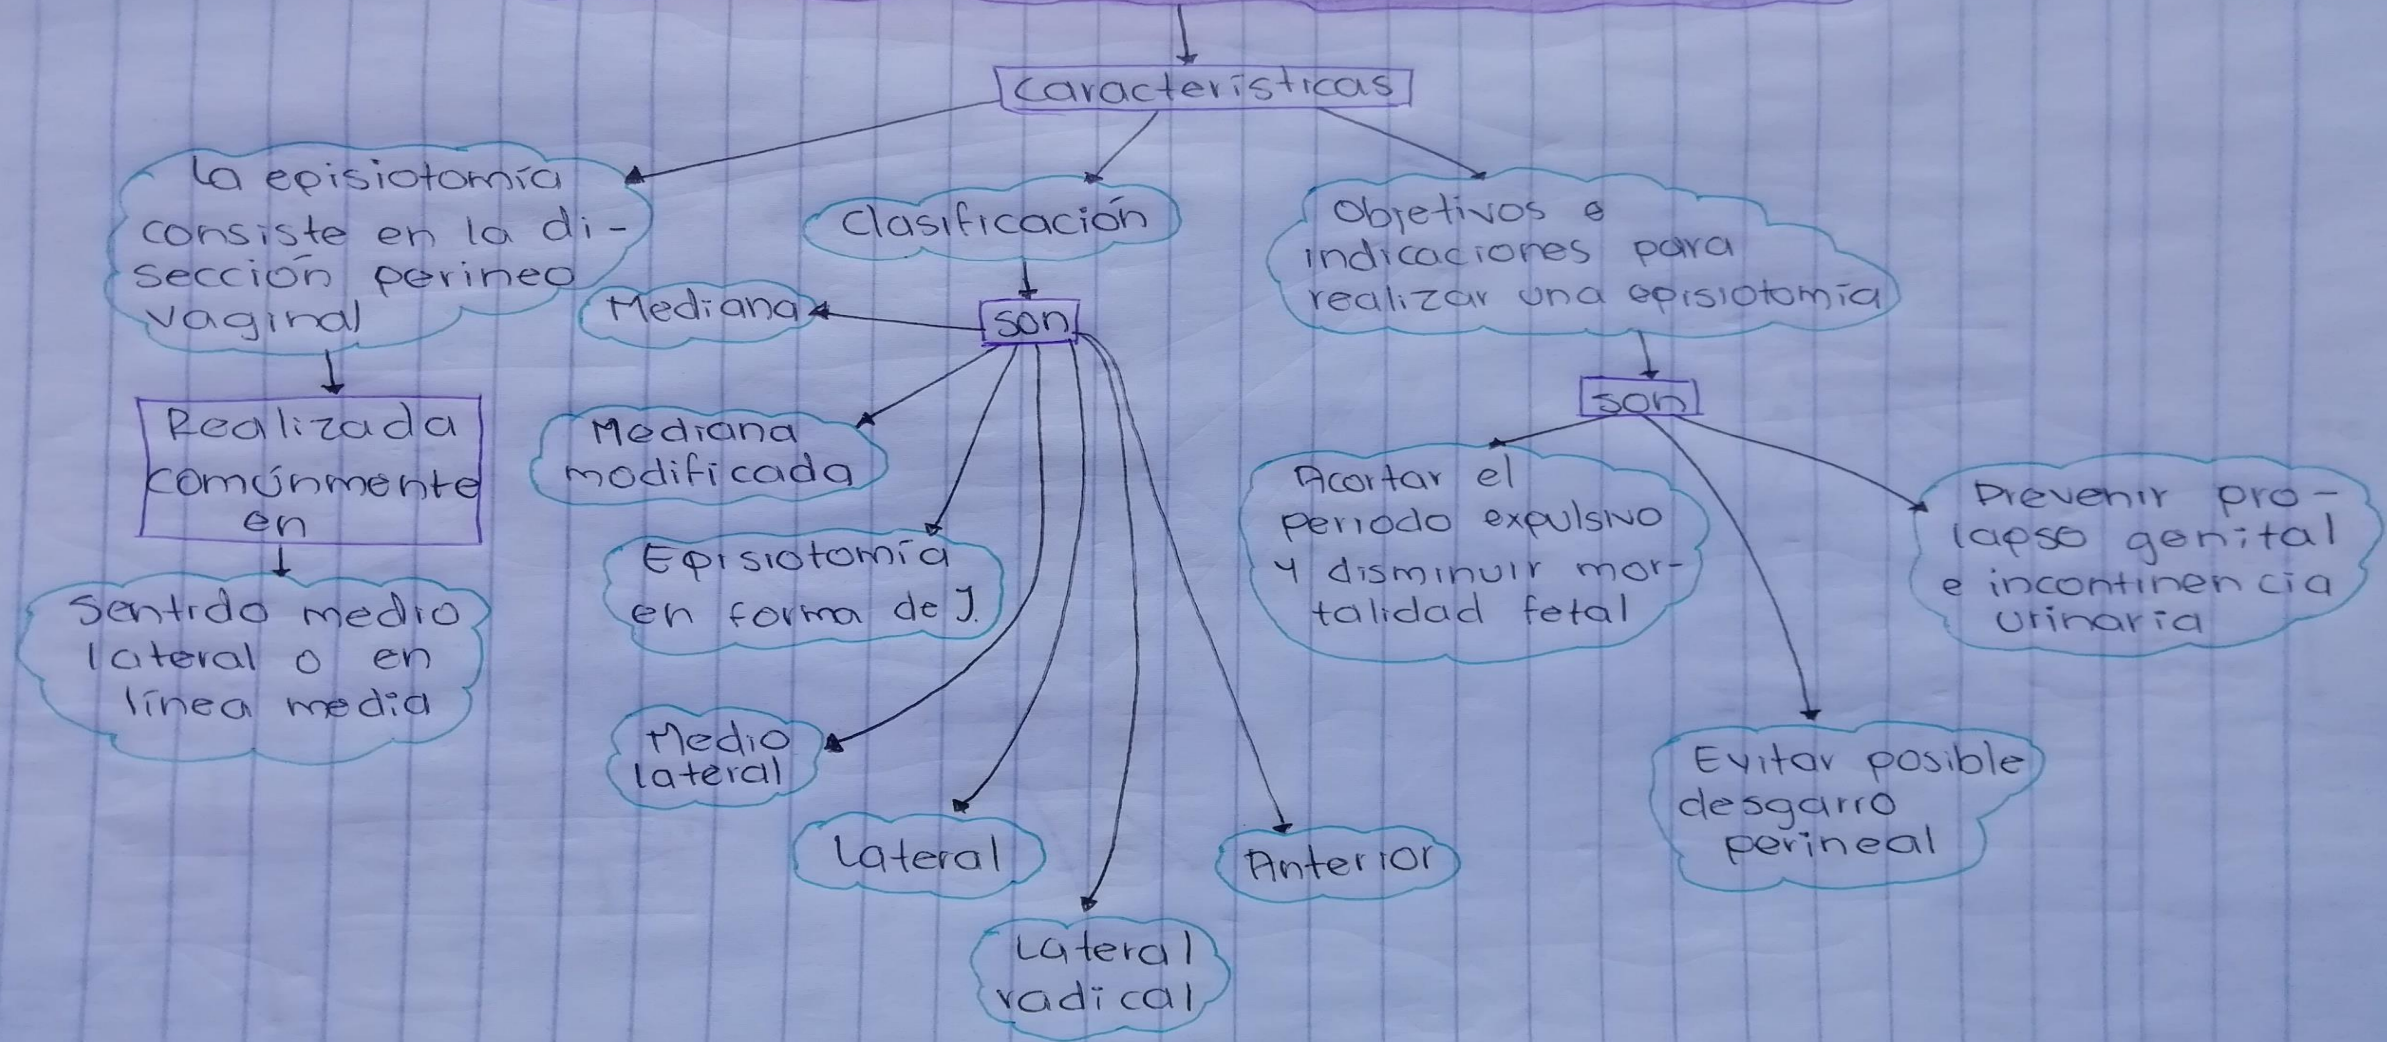 Características
La episiotomía
consiste en la di-
sección perineo
vaginal
Realizada
comúnmente
en
Sentido medio
lateral o en
línea media
Clasificación
son
Mediana
Mediana
modificada
Episiotomía
en forma de J.
Medio
lateral
Lateral
Lateral
radical
Anterior
Objetivos e
indicaciones para
realizar una episiotomía
son
Acortar el
periodo expulsivo
y disminuir mor-
talidad fetal
Evitar posible
desgarro
perineal
Prevenir pro-
lapso genital
e incontinencia
urinaria